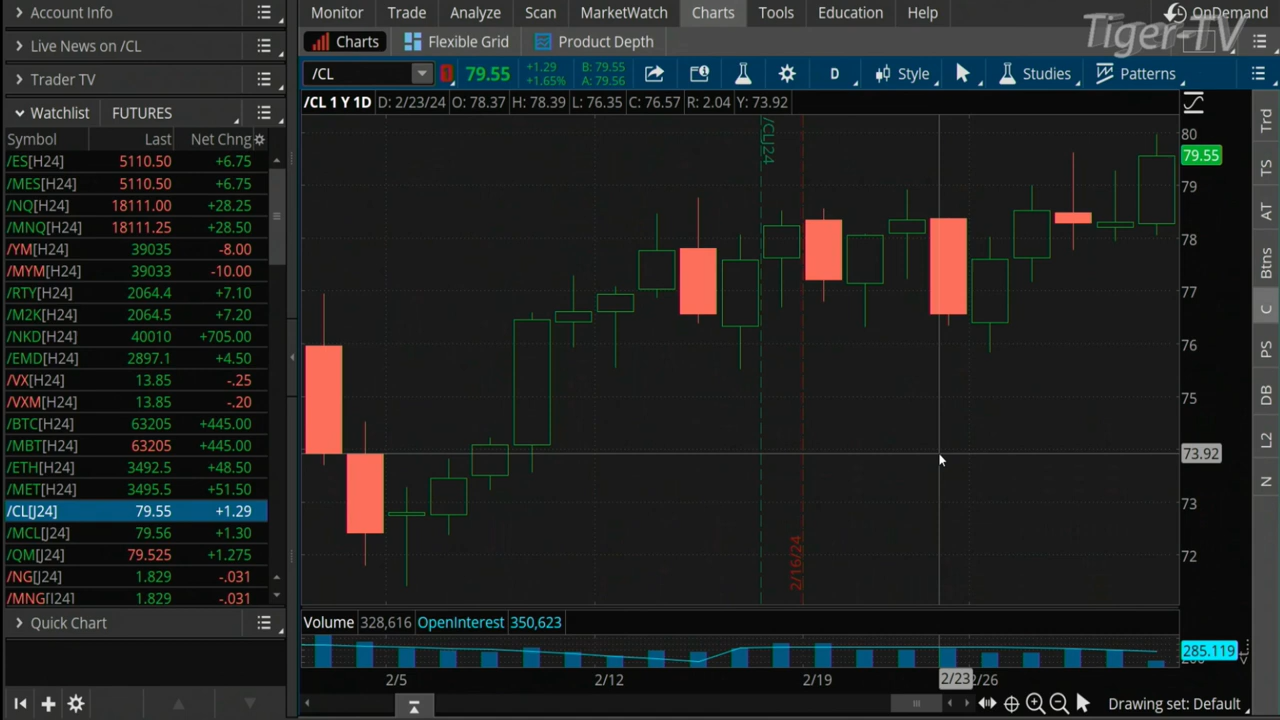 Account Info
Monitor Trade Analyze Scan MarketWatch Charts Tools Education Help
OnDemand
Tiger-TV
Live News on /CL
Charts Flexible Grid Product Depth
Trader TV
/CL 79.55 +1.29 +1.65% B: 79.55 A: 79.56 D Style Studies Patterns
Watchlist FUTURES
/CL 1 Y 1D D: 2/23/24 O: 79.37 H: 78.39 L: 76.35 C: 76.57 R: 2.04 Y: 73.92
Symbol Last Net Chng
/ES[H24] 5110.50 +6.75
/MES[H24] 5110.50 +6.75
/NQ[H24] 18111.00 +28.25
/MNQ[H24] 18111.25 +28.50
/YM[H24] 39035 -8.00
/MYM[H24] 39033 -10.00
/RTY[H24] 2064.4 +7.10
/M2K[H24] 2064.5 +7.20
/NKD[H24] 40010 +705.00
/EMD[H24] 2897.1 +4.50
/VX[H24] 13.85 -.25
/VXM[H24] 13.85 -.20
/BTC[H24] 63205 +445.00
/MBT[H24] 63205 +445.00
/ETH[H24] 3492.5 +48.50
/MET[H24] 3495.5 +51.50
/CL[J24] 79.55 +1.29
/MCL[J24] 79.56 +1.30
/QM[J24] 79.525 +1.275
/NG[J24] 1.829 -.031
/MNG[J24] 1.829 -.031
Quick Chart
/CLJ24
2/16/24
80
79.55
79
78
77
76
75
73.92
73
72
Trd
TS
AT
Btns
C
PS
DB
L2
N
Volume 328,616 OpenInterest 350,623
285.119
2/5 2/12 2/19 2/23 2/26
Drawing set: Default